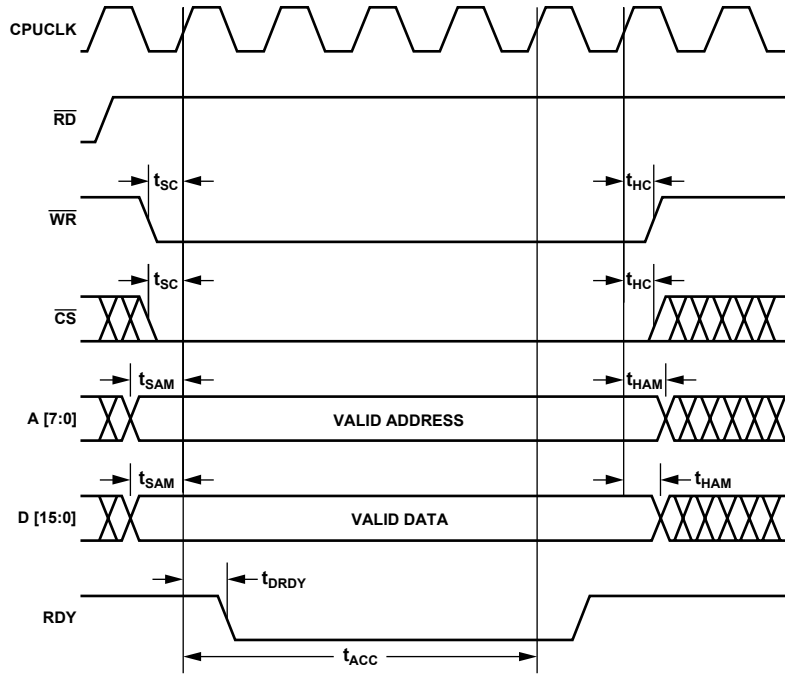 CPUCLK
RD
tSC
tHC
WR
tSC
tHC
CS
tSAM
tHAM
A [7:0]
VALID ADDRESS
tSAM
tHAM
D [15:0]
VALID DATA
tDRDY
RDY
tACC